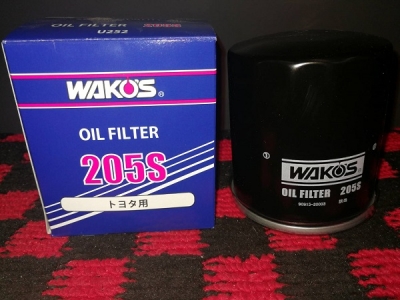 OIL FILTER
U252
WAKO'S®
OIL FILTER
205S
トヨタ用
WAKO'S
OIL FILTER 205S